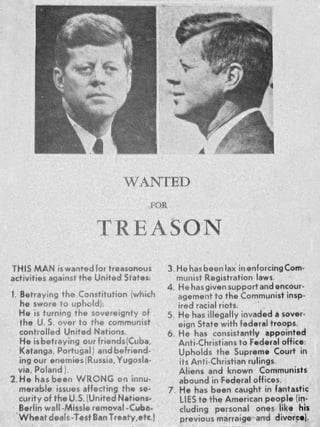 WANTED
FOR
TREASON
THIS MAN is wanted for treasonous
activities against the United States:
1. Betraying the Constitution (which
he swore to uphold):
He is turning the sovereignty of
the U. S. over to the communist
controlled United Nations.
He is betraying our friends (Cuba,
Katanga, Portugal) and befriend-
ing our enemies (Russia, Yugosla-
via, Poland).
2. He has been WRONG on innu-
merable issues affecting the se-
curity of the U.S. (United Nations-
Berlin wall-Missle removal-Cuba-
Wheat deals-Test Ban Treaty, etc.)
3. He has been lax in enforcing Com-
munist Registration laws.
4. He has given support and encour-
agement to the Communist insp-
ired racial riots.
5. He has illegally invaded a sover-
eign State with federal troops.
6. He has consistantly appointed
Anti-Christians to Federal office:
Upholds the Supreme Court in
its Anti-Christian rulings.
Aliens and known Communists
abound in Federal offices.
7. He has been caught in fantastic
LIES to the American people (in-
cluding personal ones like his
previous marraige and divorce).